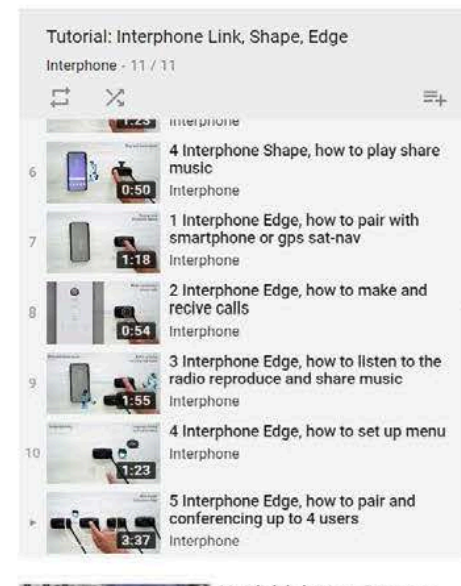 Tutorial: Interphone Link, Shape, Edge
Interphone - 11 / 11
1:23
Interphone
6
0:50
4 Interphone Shape, how to play share
music
Interphone
7
1:18
1 Interphone Edge, how to pair with
smartphone or gps sat-nav
Interphone
8
0:54
2 Interphone Edge, how to make and
recive calls
Interphone
9
1:55
3 Interphone Edge, how to listen to the
radio reproduce and share music
Interphone
10
1:23
4 Interphone Edge, how to set up menu
Interphone
3:37
5 Interphone Edge, how to pair and
conferencing up to 4 users
Interphone